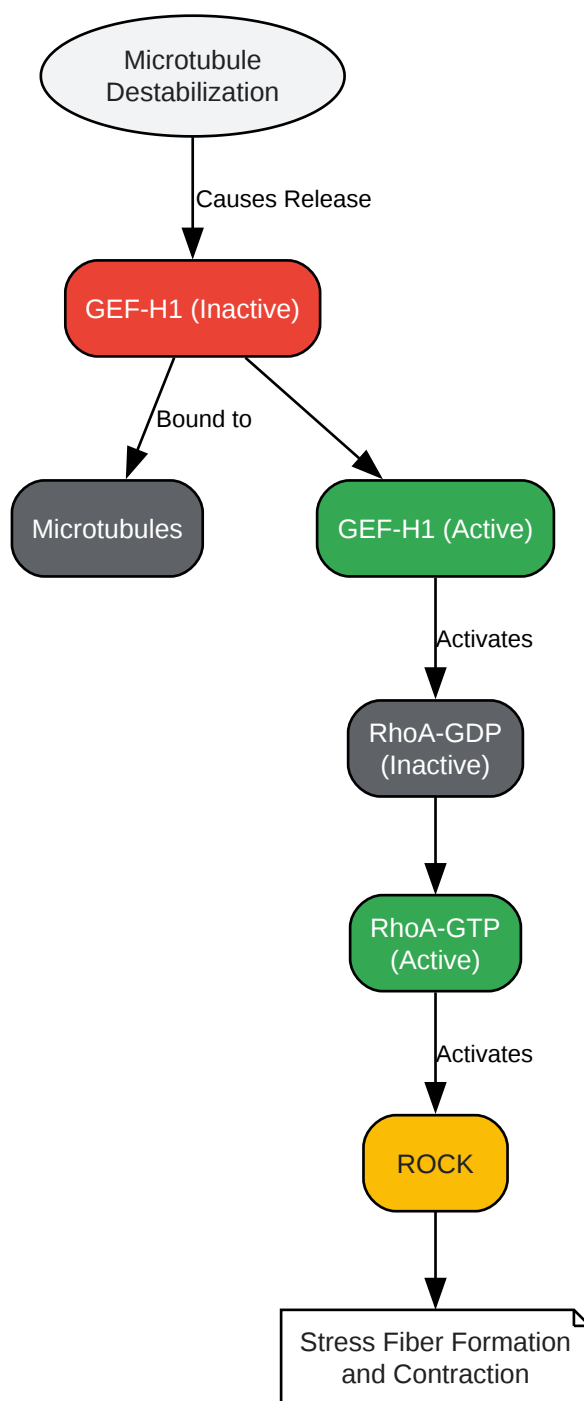 Microtubule
Destabilization
Causes Release
GEF-H1 (Inactive)
Bound to
Microtubules
GEF-H1 (Active)
Activates
RhoA-GDP
(Inactive)
RhoA-GTP
(Active)
Activates
ROCK
Stress Fiber Formation
and Contraction